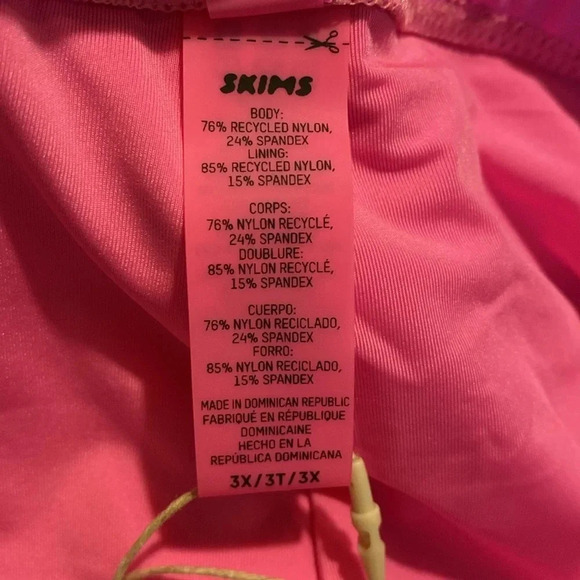 SKIMS
BODY:
76% RECYCLED NYLON,
24% SPANDEX
LINING:
85% RECYCLED NYLON,
15% SPANDEX
CORPS:
76% NYLON RECYCLÉ,
24% SPANDEX
DOUBLURE:
85% NYLON RECYCLÉ,
15% SPANDEX
CUERPO:
76% NYLON RECICLADO,
24% SPANDEX
FORRO:
85% NYLON RECICLADO,
15% SPANDEX
MADE IN DOMINICAN REPUBLIC
FABRIQUÉ EN RÉPUBLIQUE
DOMINICAINE
HECHO EN LA
REPÚBLICA DOMINICANA
3X/3T/3X